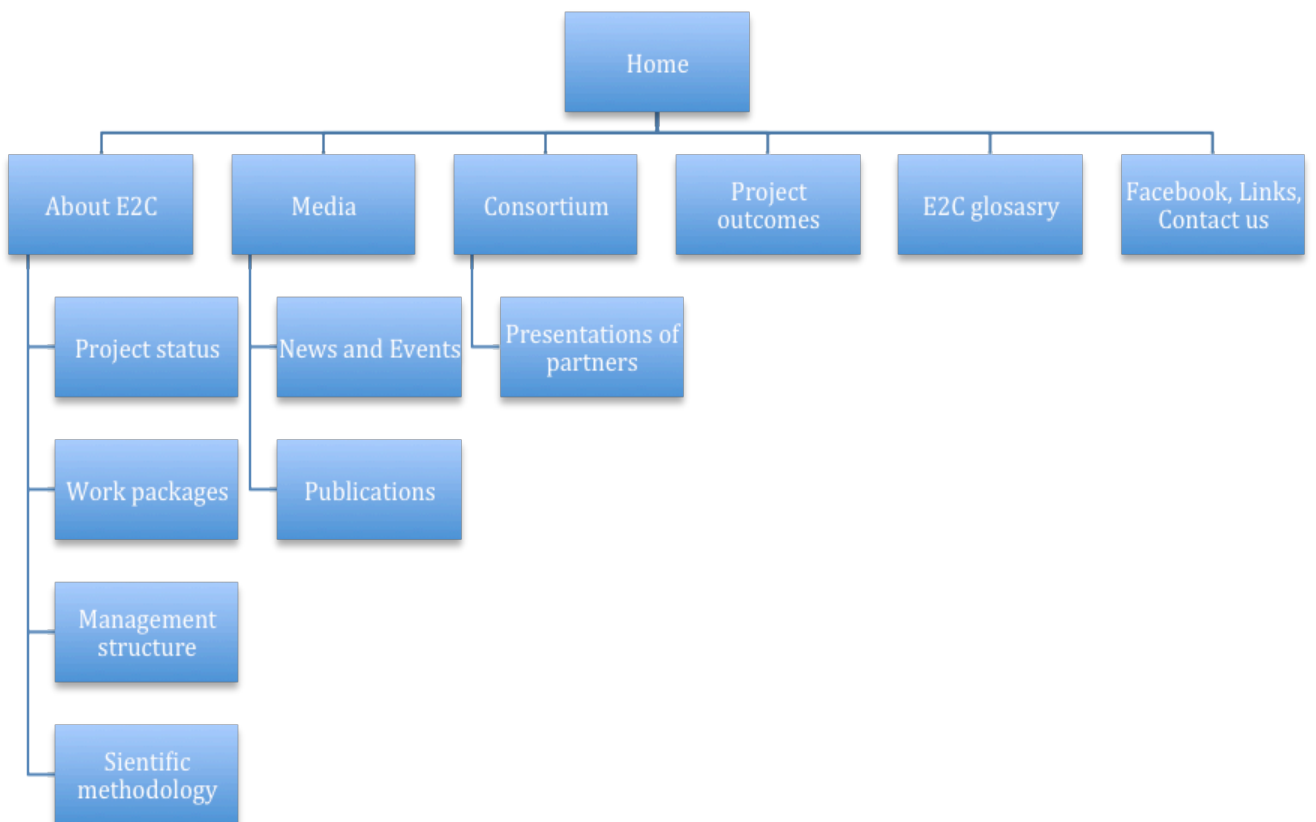 Home
About E2C
Media
Consortium
Project
outcomes
E2C glosasry
Facebook, Links,
Contact us
Project status
News and Events
Presentations of
partners
Work packages
Publications
Management
structure
Sientific
methodology